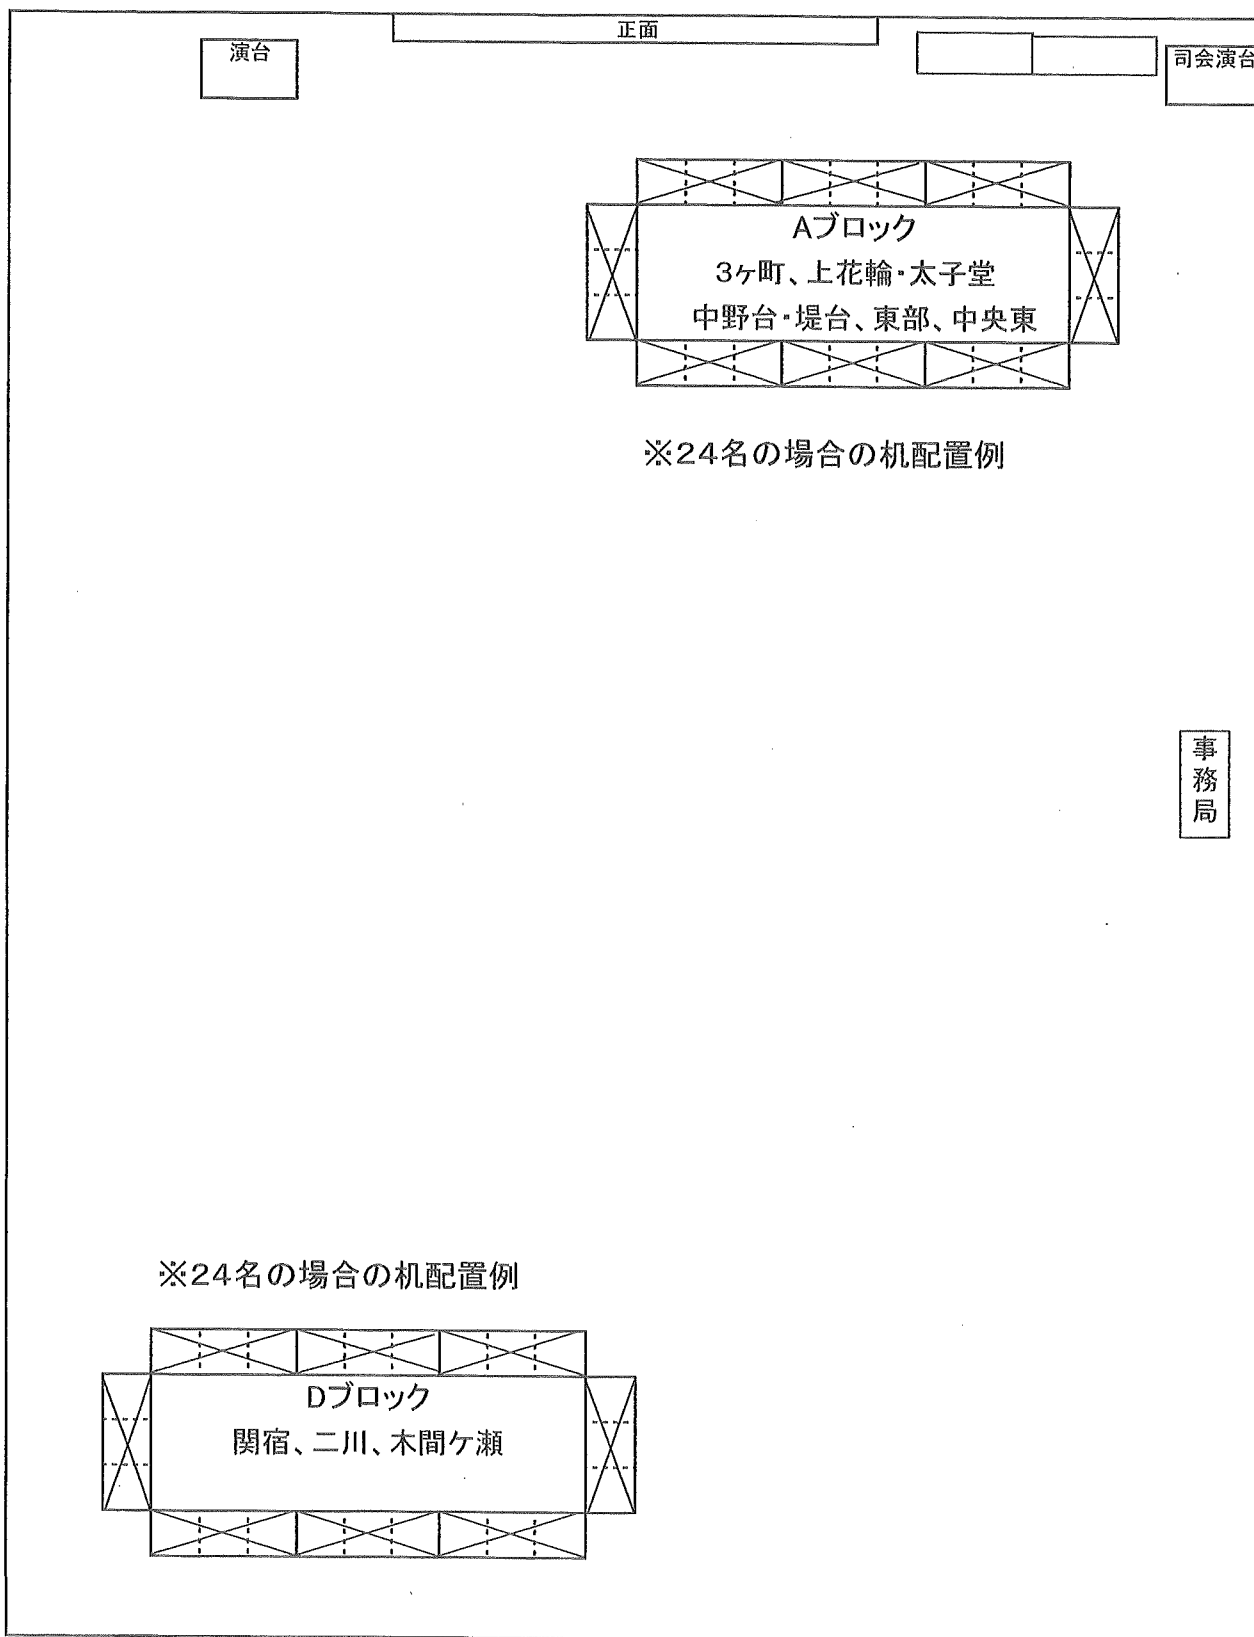 正面
演台
司会演台
Aブロック
3ヶ町、上花輪・太子堂
中野台・堤台、東部、中央東
※24名の場合の机配置例
事務局
※24名の場合の机配置例
Dブロック
関宿、二川、木間ケ瀬